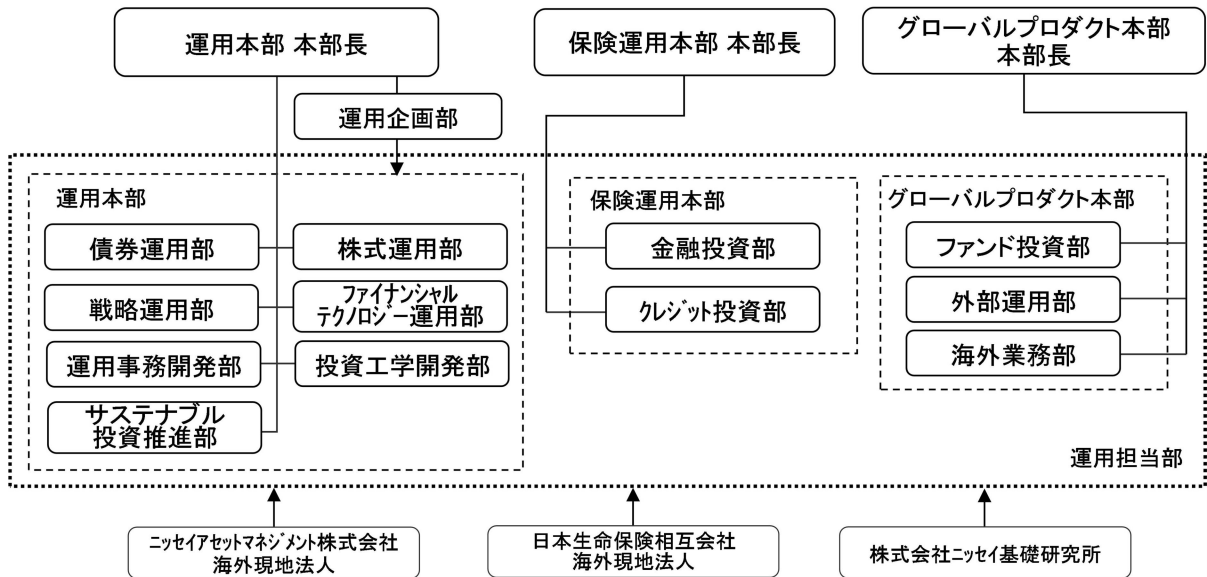 運用本部 本部長
保険運用本部 本部長
グローバルプロダクト本部
本部長
運用企画部
運用本部
債券運用部
株式運用部
戦略運用部
ファイナンシャル
テクノロジー運用部
運用事務開発部
投資工学開発部
サステナブル
投資推進部
保険運用本部
金融投資部
クレジット投資部
グローバルプロダクト本部
ファンド投資部
外部運用部
海外業務部
運用担当部
ニッセイアセットマネジメント株式会社
海外現地法人
日本生命保険相互会社
海外現地法人
株式会社ニッセイ基礎研究所